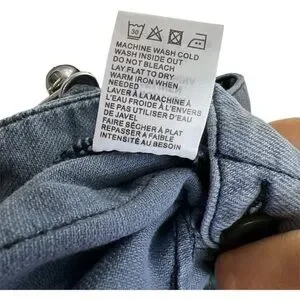 30
MACHINE WASH COLD
WASH INSIDE OUT
DO NOT BLEACH
LAY FLAT TO DRY
WARM IRON WHEN
NEEDED
LAVER À LA MACHINE À
L'EAU FROIDE À L'ENVERS
NE PAS UTILISER D'EAU
DE JAVEL
FAIRE SÉCHER À PLAT
REPASSER A FAIBLE
INTENSITÉ AU BESOIN